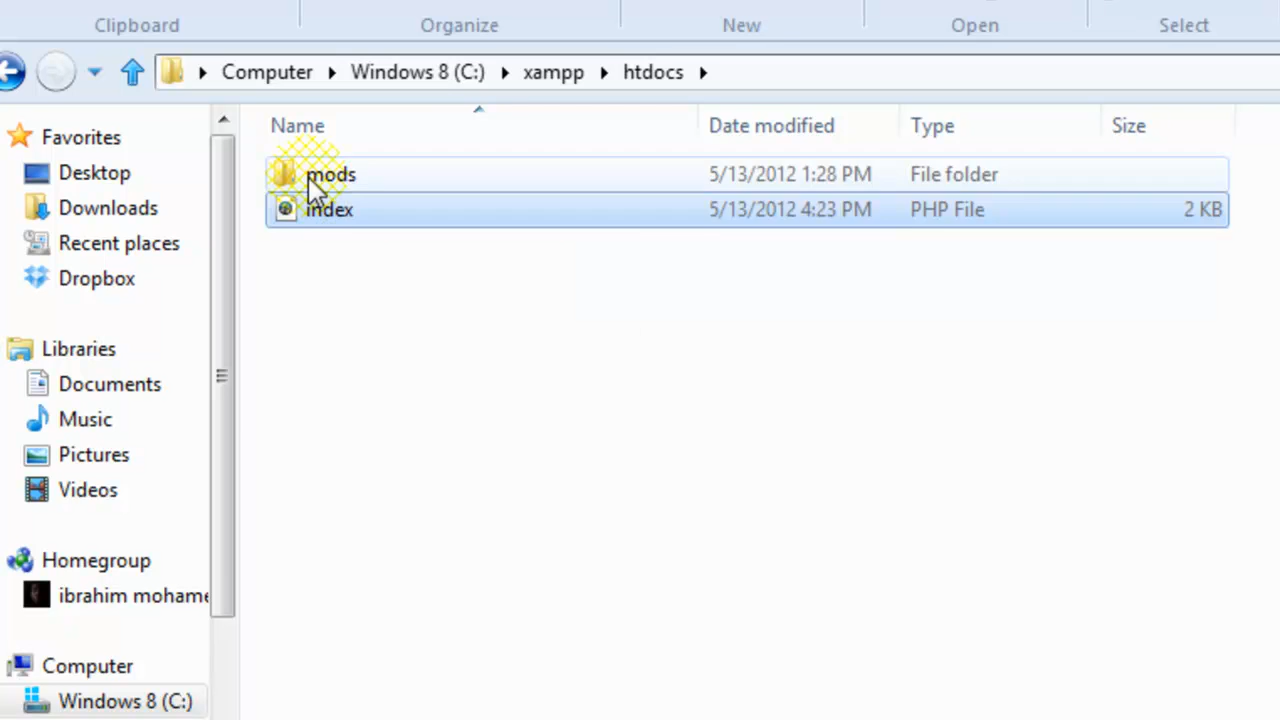 Clipboard Organize New Open Select
Computer Windows 8 (C:) xampp htdocs
Name Date modified Type Size
mods 5/13/2012 1:28 PM File folder
index 5/13/2012 4:23 PM PHP File 2 KB
Favorites
Desktop
Downloads
Recent places
Dropbox
Libraries
Documents
Music
Pictures
Videos
Homegroup
ibrahim mohame
Computer
Windows 8 (C:)